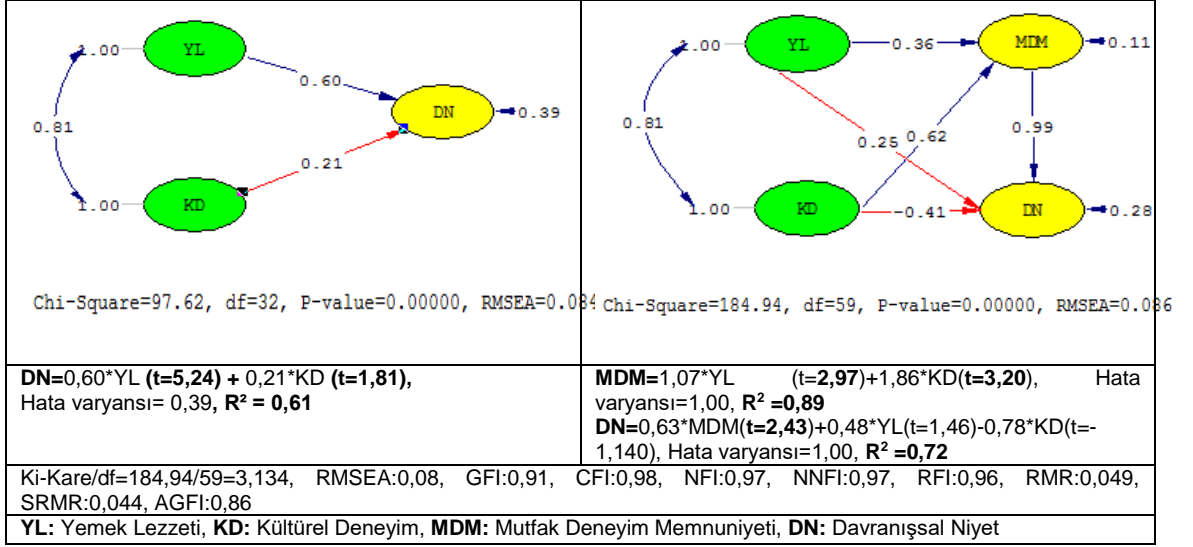 1.00
YL
0.60
DN
0.39
0.81
0.21
1.00
KD
Chi-Square=97.62, df=32, P-value=0.00000, RMSEA=0.084
1.00
YL
0.36
MDM
0.11
0.81
0.25
0.62
0.99
1.00
KD
-0.41
DN
0.28
Chi-Square=184.94, df=59, P-value=0.00000, RMSEA=0.086
DN=0,60*YL (t=5,24) + 0,21*KD (t=1,81),
Hata varyansı= 0,39, R² = 0,61
MDM=1,07*YL (t=2,97)+1,86*KD(t=3,20), Hata
varyansı=1,00, R² =0,89
DN=0,63*MDM(t=2,43)+0,48*YL(t=1,46)-0,78*KD(t=-
1,140), Hata varyansı=1,00, R² =0,72
Ki-Kare/df=184,94/59=3,134, RMSEA:0,08, GFI:0,91, CFI:0,98, NFI:0,97, NNFI:0,97, RFI:0,96, RMR:0,049,
SRMR:0,044, AGFI:0,86
YL: Yemek Lezzeti, KD: Kültürel Deneyim, MDM: Mutfak Deneyim Memnuniyeti, DN: Davranışsal Niyet